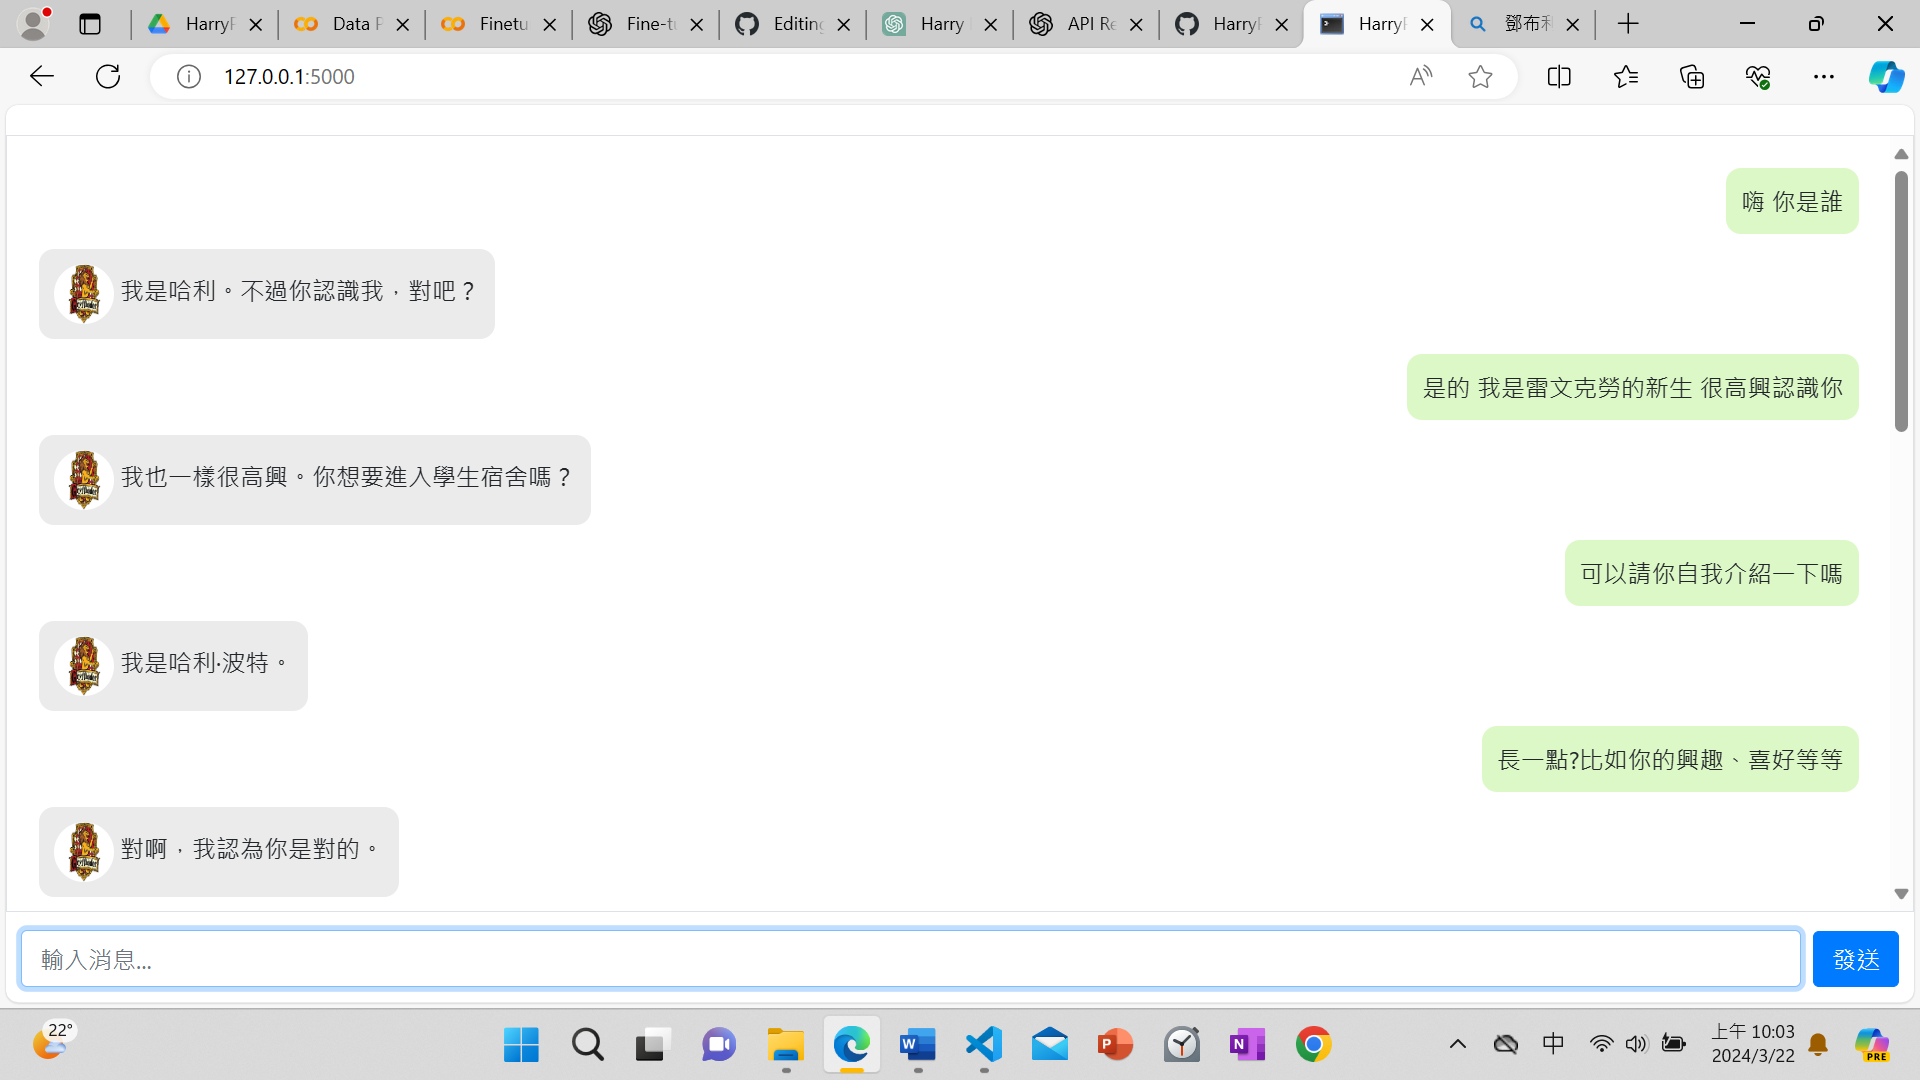 HarryP
Data P
Finetu
Fine-tu
Editing
Harry
API Re
HarryP
HarryP
鄧布利
127.0.0.1:5000
嗨 你是誰
我是哈利。不過你認識我，對吧？
是的 我是雷文克勞的新生 很高興認識你
我也一樣很高興。你想要進入學生宿舍嗎？
可以請你自我介紹一下嗎
我是哈利·波特。
長一點?比如你的興趣、喜好等等
對啊，我認為你是對的。
輸入消息...
發送
22°
中
上午 10:03
2024/3/22
PRE